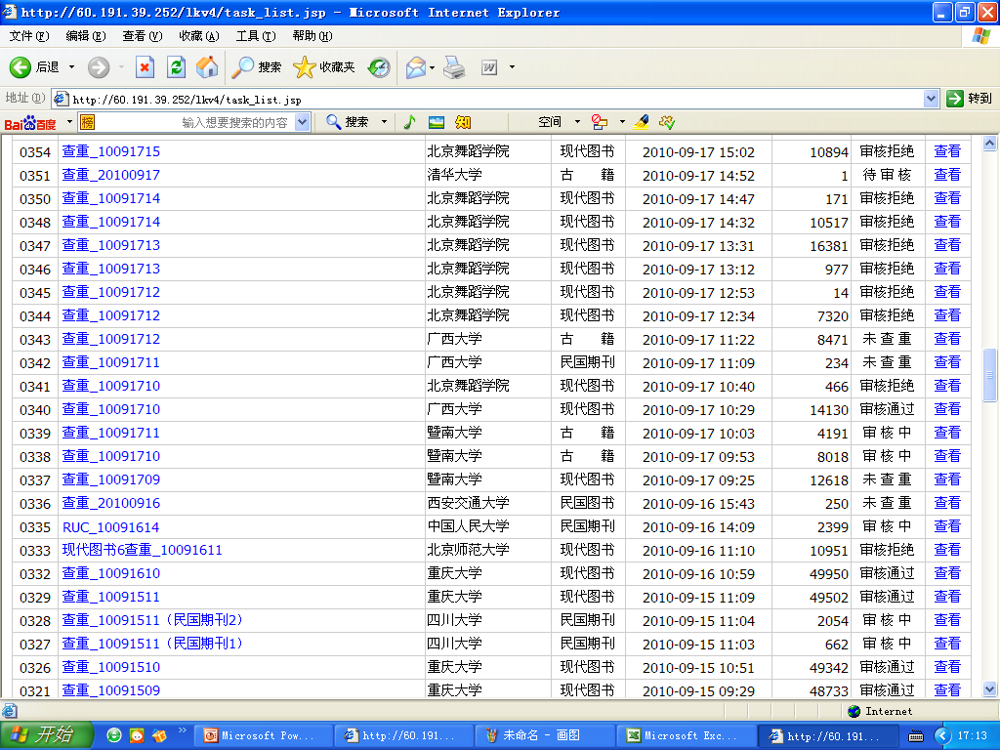 http://60.191.39.252/lkv4/task_list.jsp - Microsoft Internet Explorer
文件(F) 编辑(E) 查看(V) 收藏(A) 工具(T) 帮助(H)
后退 搜索 收藏夹
地址(D) http://60.191.39.252/lkv4/task_list.jsp 转到
Bai百度 榜 输入想要搜索的内容 搜索 知 空间
0354 查重_10091715 北京舞蹈学院 现代图书 2010-09-17 15:02 10894 审核拒绝 查看
0351 查重_20100917 清华大学 古 籍 2010-09-17 14:52 1 待 审 核 查看
0350 查重_10091714 北京舞蹈学院 现代图书 2010-09-17 14:47 171 审核拒绝 查看
0348 查重_10091714 北京舞蹈学院 现代图书 2010-09-17 14:32 10517 审核拒绝 查看
0347 查重_10091713 北京舞蹈学院 现代图书 2010-09-17 13:31 16381 审核拒绝 查看
0346 查重_10091713 北京舞蹈学院 现代图书 2010-09-17 13:12 977 审核拒绝 查看
0345 查重_10091712 北京舞蹈学院 现代图书 2010-09-17 12:53 14 审核拒绝 查看
0344 查重_10091712 北京舞蹈学院 现代图书 2010-09-17 12:34 7320 审核拒绝 查看
0343 查重_10091712 广西大学 古 籍 2010-09-17 11:22 8471 未 查 重 查看
0342 查重_10091711 广西大学 民国期刊 2010-09-17 11:09 234 未 查 重 查看
0341 查重_10091710 北京舞蹈学院 现代图书 2010-09-17 10:40 466 审核拒绝 查看
0340 查重_10091710 广西大学 现代图书 2010-09-17 10:29 14130 审核通过 查看
0339 查重_10091711 暨南大学 古 籍 2010-09-17 10:03 4191 审 核 中 查看
0338 查重_10091710 暨南大学 古 籍 2010-09-17 09:53 8018 审 核 中 查看
0337 查重_10091709 暨南大学 现代图书 2010-09-17 09:25 12618 未 查 重 查看
0336 查重_20100916 西安交通大学 民国图书 2010-09-16 15:43 250 未 查 重 查看
0335 RUC_10091614 中国人民大学 民国期刊 2010-09-16 14:09 2399 审 核 中 查看
0333 现代图书6查重_10091611 北京师范大学 现代图书 2010-09-16 11:10 10951 审核拒绝 查看
0332 查重_10091610 重庆大学 现代图书 2010-09-16 10:59 49950 审核通过 查看
0329 查重_10091511 重庆大学 现代图书 2010-09-15 11:09 49502 审核通过 查看
0328 查重_10091511（民国期刊2） 四川大学 民国期刊 2010-09-15 11:04 2054 审 核 中 查看
0327 查重_10091511（民国期刊1） 四川大学 民国期刊 2010-09-15 11:03 662 审 核 中 查看
0326 查重_10091510 重庆大学 现代图书 2010-09-15 10:51 49342 审核通过 查看
0321 查重_10091509 重庆大学 现代图书 2010-09-15 09:29 48733 审核通过 查看
Internet
开始 Microsoft Pow... http://60.191... 未命名 - 画图 Microsoft Exc... http://60.191... 17:13